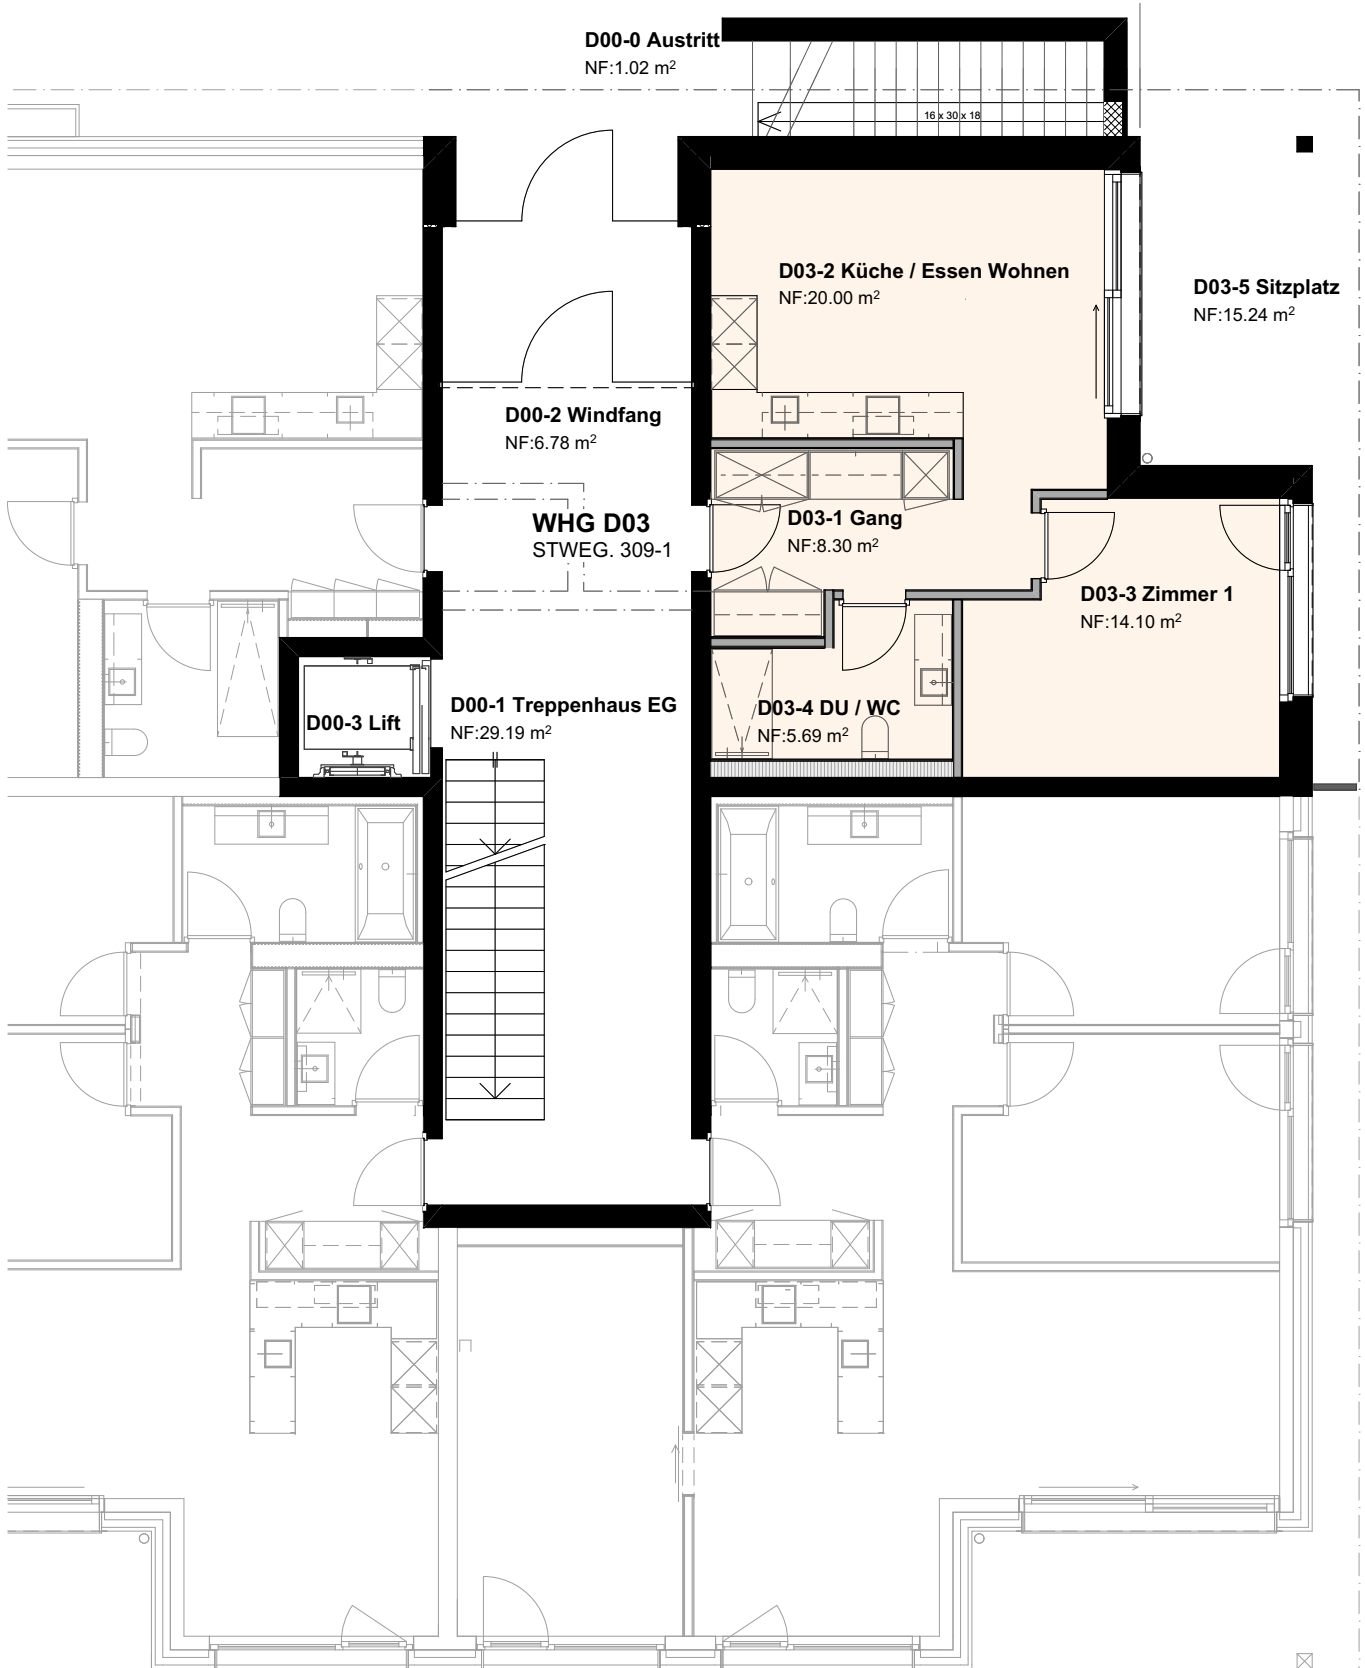 D00-0 Austritt
NF:1.02 m²
16 x 30 x 18
D03-2 Küche / Essen Wohnen
NF:20.00 m²
D03-5 Sitzplatz
NF:15.24 m²
D00-2 Windfang
NF:6.78 m²
WHG D03
STWEG. 309-1
D03-1 Gang
NF:8.30 m²
D03-3 Zimmer 1
NF:14.10 m²
D00-3 Lift
D00-1 Treppenhaus EG
NF:29.19 m²
D03-4 DU / WC
NF:5.69 m²